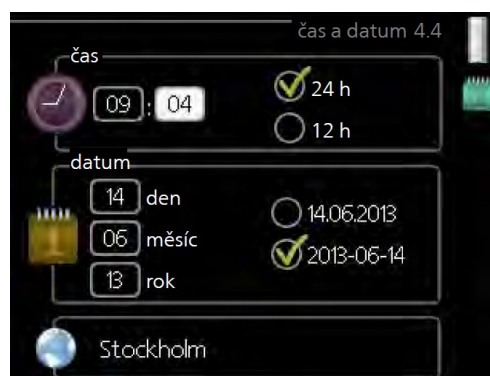 čas a datum 4.4
čas
09 : 04
24 h
12 h
datum
14 den
06 měsíc
13 rok
14.06.2013
2013-06-14
Stockholm